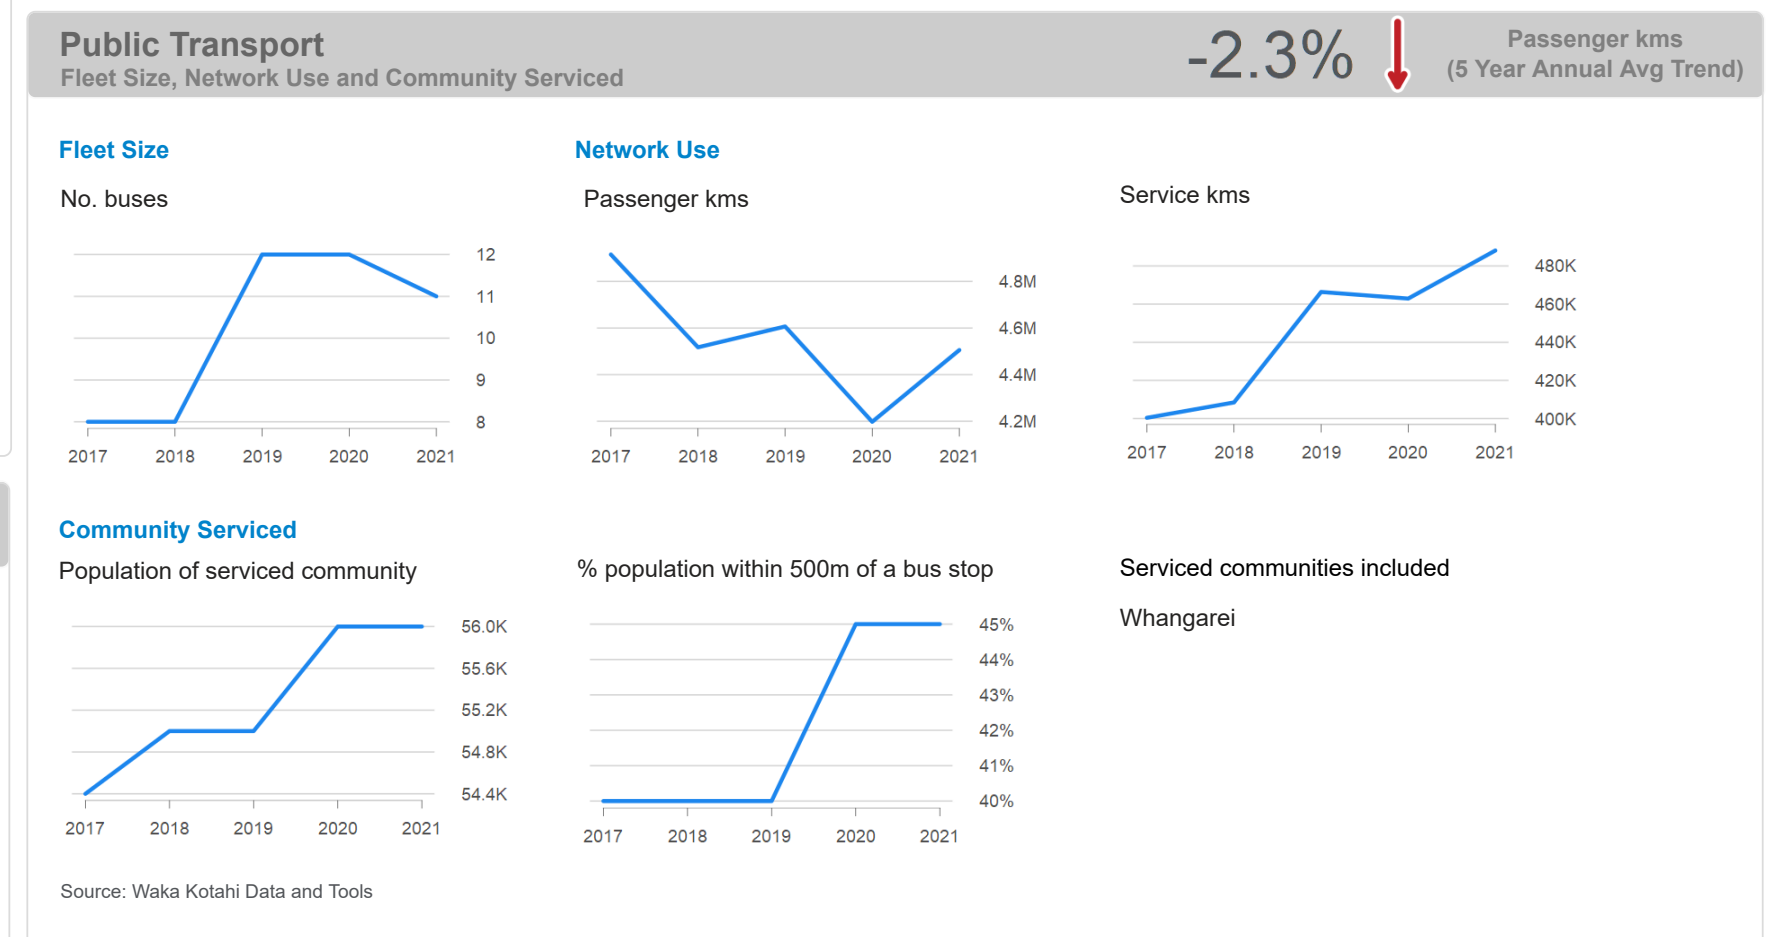 Public Transport
Fleet Size, Network Use and Community Serviced
-2.3%
Passenger kms
(5 Year Annual Avg Trend)
Fleet Size
No. buses
12
11
10
9
8
2017 2018 2019 2020 2021
Network Use
Passenger kms
4.8M
4.6M
4.4M
4.2M
2017 2018 2019 2020 2021
Service kms
480K
460K
440K
420K
400K
2017 2018 2019 2020 2021
Community Serviced
Population of serviced community
56.0K
55.6K
55.2K
54.8K
54.4K
2017 2018 2019 2020 2021
% population within 500m of a bus stop
45%
44%
43%
42%
41%
40%
2017 2018 2019 2020 2021
Serviced communities included
Whangarei
Source: Waka Kotahi Data and Tools